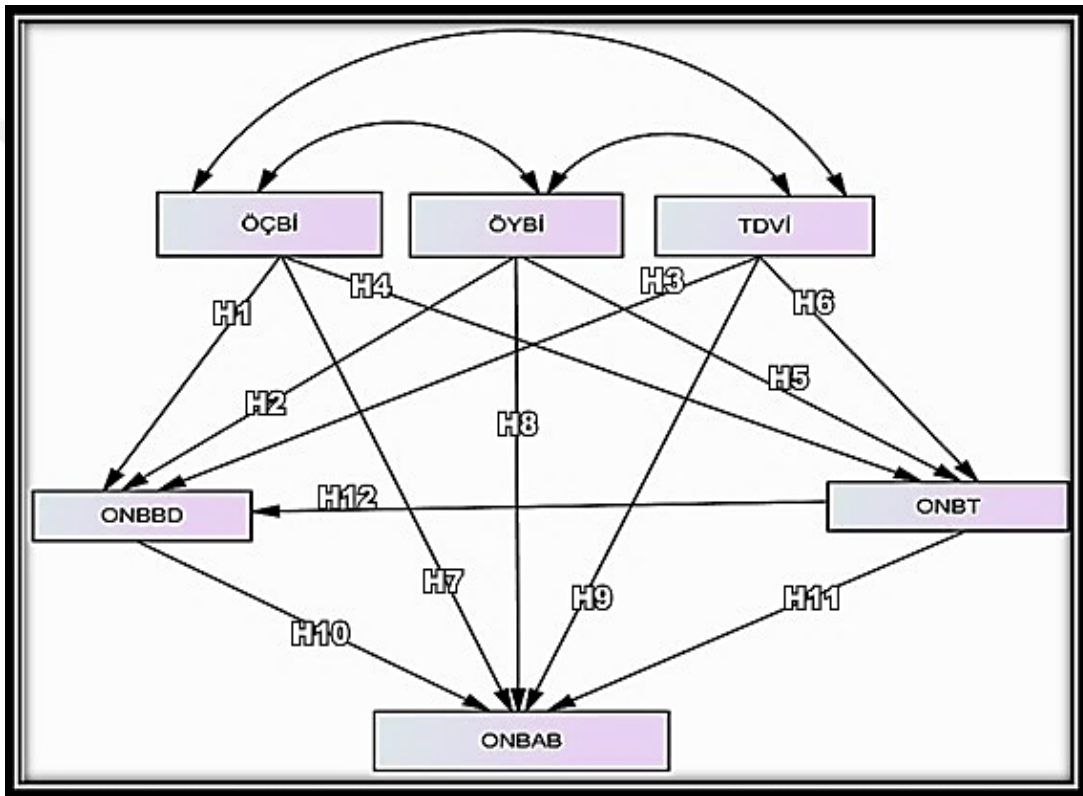 ÖÇBİ
ÖYBİ
TDVİ
H4
H3
H1
H6
H5
H2
H8
H12
ONBBD
ONBT
H7
H9
H11
H10
ONBAB